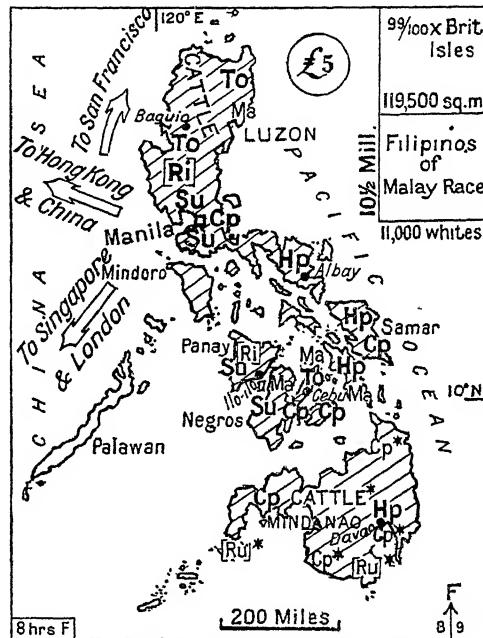 120° E
£5
99/100 x Brit
Isles
119,500 sq.m
10½ Mill.
Filipinos
of
Malay Race
11,000 whites
CHINA SEA
To San Francisco
To Hong Kong
& China
To Singapore
& London
CATTLE
To
Ma
Baguio
To
LUZON
Ri
Su
Cp
Manila
Su
PACIFIC OCEAN
Mindoro
Hp
Albay
Hp
Samar
Cp
Panay
Ri
Ma
Hp
Ilo-ilo
Ma
To
Cebu
Ma
10°N
Negros
Su
Cp
Cp
Palawan
Cp*
Cp
CATTLE*
MINDANAO
Hp
Davao
Cp*
Ru*
Cp*
Ru*
8 hrs F
200 Miles
F
8 9